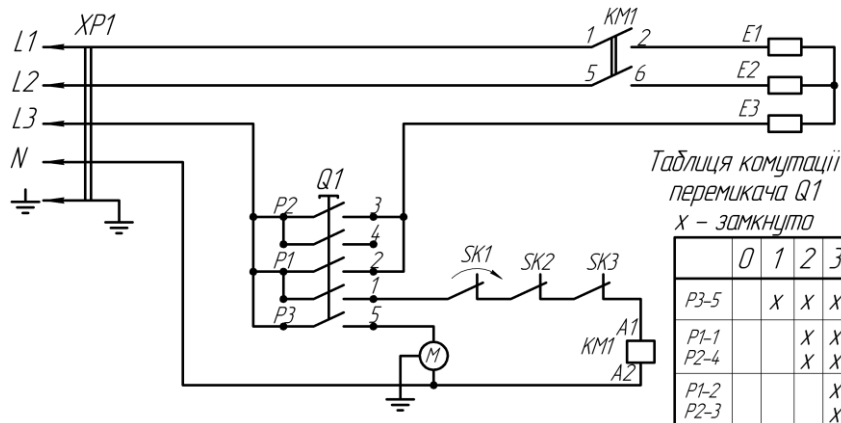 XP1
KM1
L1
1
2
E1
L2
5
6
E2
L3
E3
N
Таблиця комутації
перемикача Q1
x – замкнуто
Q1
P2
3
4
P1
2
1
SK1
SK2
SK3
P3
5
M
KM1
A1
A2
0 1 2 3
P3-5 x x x
P1-1 x x
P2-4 x x
P1-2 x
P2-3 x